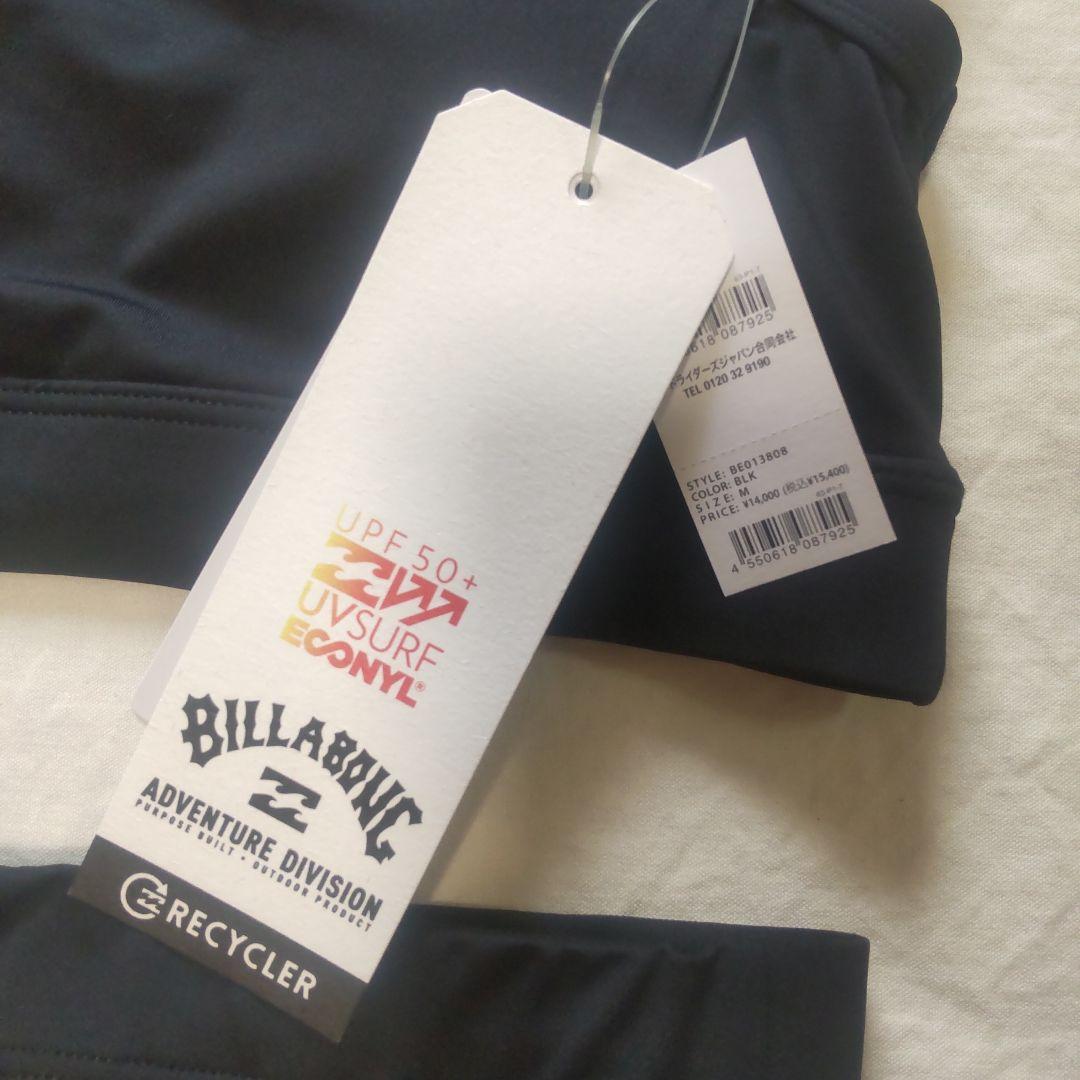 UPF 50+
UVSURF
ECONYL®
BILLABONG
ADVENTURE DIVISION
PURPOSE BUILT • OUTDOOR PRODUCT
RECYCLER
618 087925
ライダーズジャパン合同会社
TEL 0120 32 9190
STYLE: BE013808
COLOR: BLK
SIZE: M
PRICE: ¥14,000 (税込¥15,400)
4 550618 087925